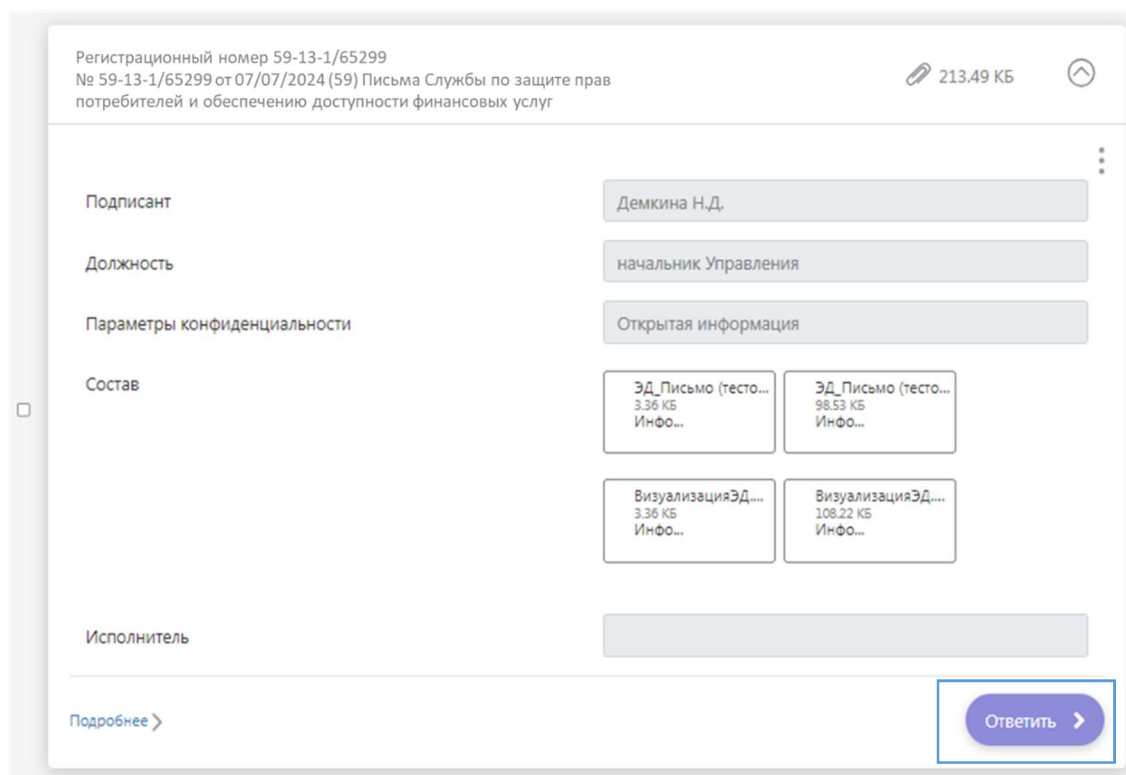 Регистрационный номер 59-13-1/65299
№ 59-13-1/65299 от 07/07/2024 (59) Письма Службы по защите прав
потребителей и обеспечению доступности финансовых услуг
213.49 КБ
Подписант
Демкина Н.Д.
Должность
начальник Управления
Параметры конфиденциальности
Открытая информация
Состав
ЭД_Письмо (тесто...
3.36 КБ
Инфо...
ЭД_Письмо (тесто...
98.53 КБ
Инфо...
ВизуализацияЭД....
3.36 КБ
Инфо...
ВизуализацияЭД....
108.22 КБ
Инфо...
Исполнитель
Подробнее
Ответить